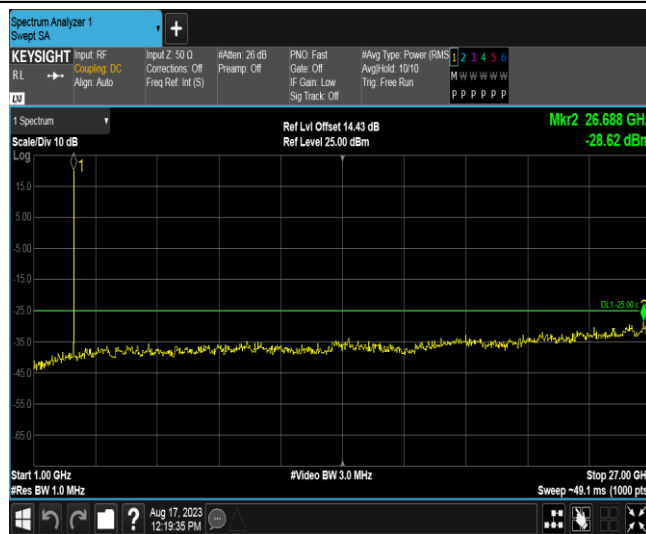 Spectrum Analyzer 1
Swept SA
+
KEYSIGHT
RL
LXI
Input: RF
Coupling: DC
Align: Auto
Input Z: 50 Ω
Corrections: Off
Freq Ref: Int (S)
#Atten: 26 dB
Preamp: Off
PNO: Fast
Gate: Off
IF Gain: Low
Sig Track: Off
#Avg Type: Power (RMS
Avg|Hold: 10/10
Trig: Free Run
1 2 3 4 5 6
M W W W W W
P P P P P P
1 Spectrum
Scale/Div 10 dB
Log
Ref Lvl Offset 14.43 dB
Ref Level 25.00 dBm
Mkr2 26.688 GHz
-28.62 dBm
1
15.0
5.00
-5.00
-15.0
-25.0
-35.0
-45.0
-55.0
-65.0
DL1 -25.00
Start 1.00 GHz
#Res BW 1.0 MHz
#Video BW 3.0 MHz
Stop 27.00 GH
Sweep ~49.1 ms (1000 pts
?
Aug 17, 2023
12:19:35 PM